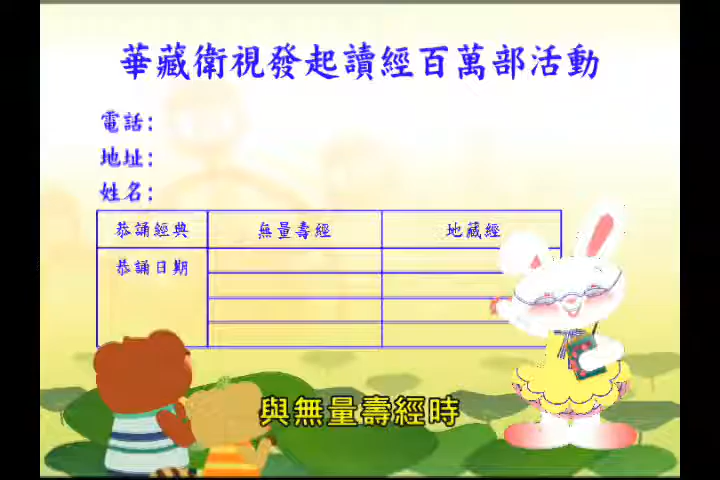 華藏衛視發起讀經百萬部活動
電話：
地址：
姓名：
恭誦經典 無量壽經 地藏經
恭誦日期
與無量壽經時